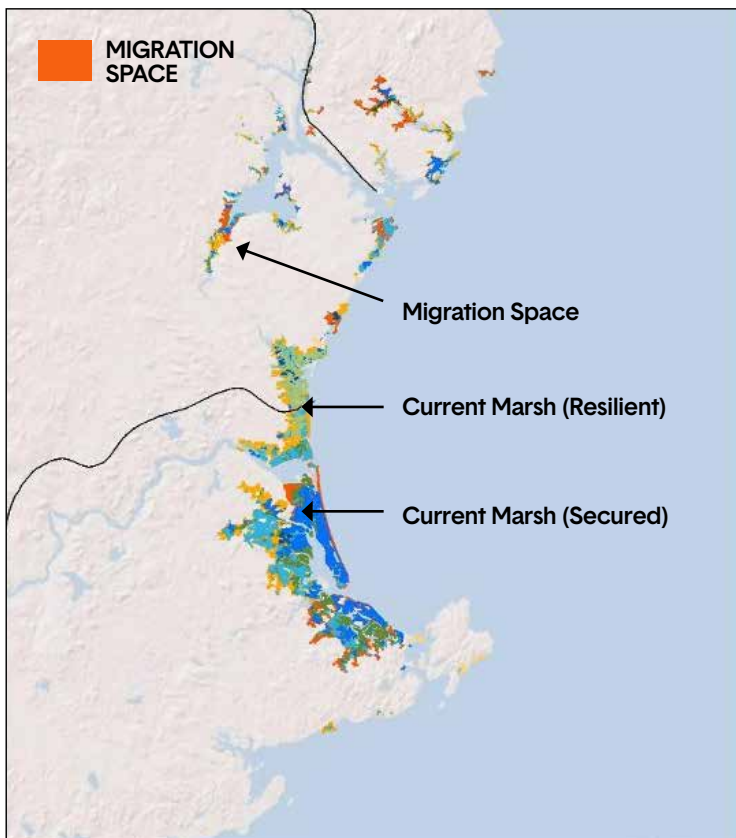 MIGRATION
SPACE
Migration Space
Current Marsh (Resilient)
Current Marsh (Secured)